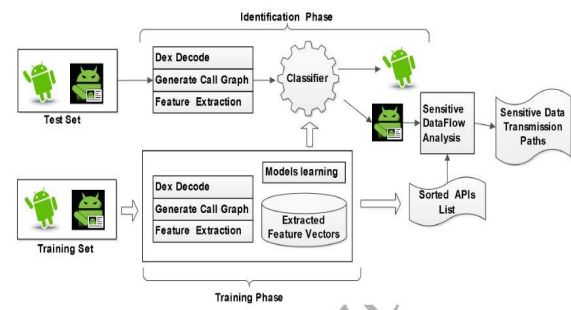 Identification Phase
Dex Decode
Generate Call Graph
Feature Extraction
Classifier
Test Set
Sensitive
DataFlow
Analysis
Sensitive Data
Transmission
Paths
Dex Decode
Generate Call Graph
Feature Extraction
Models learning
Extracted
Feature Vectors
Sorted APIs
List
Training Set
Training Phase